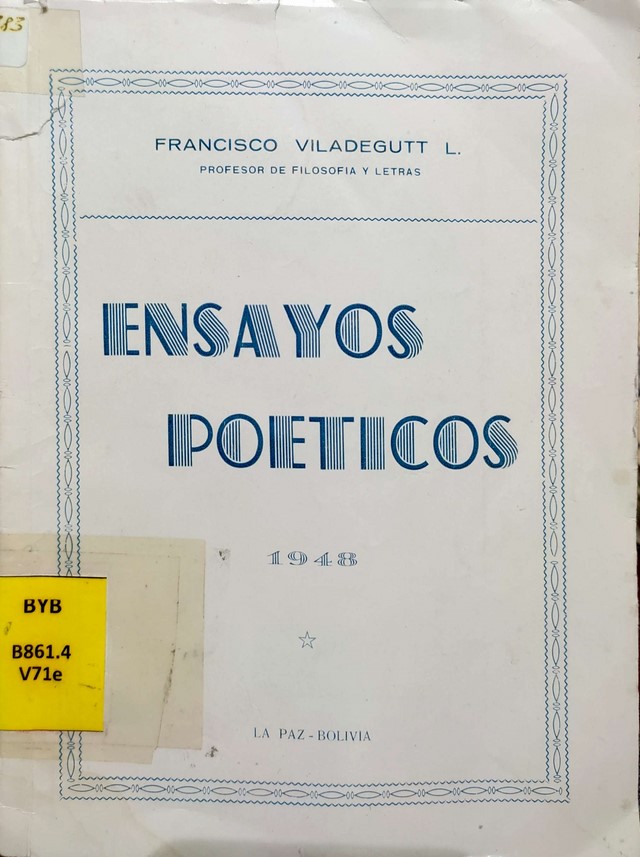 FRANCISCO VILADEGUTT L.
PROFESOR DE FILOSOFIA Y LETRAS
ENSAYOS
POETICOS
1948
BYB
B861.4
V71e
LA PAZ - BOLIVIA